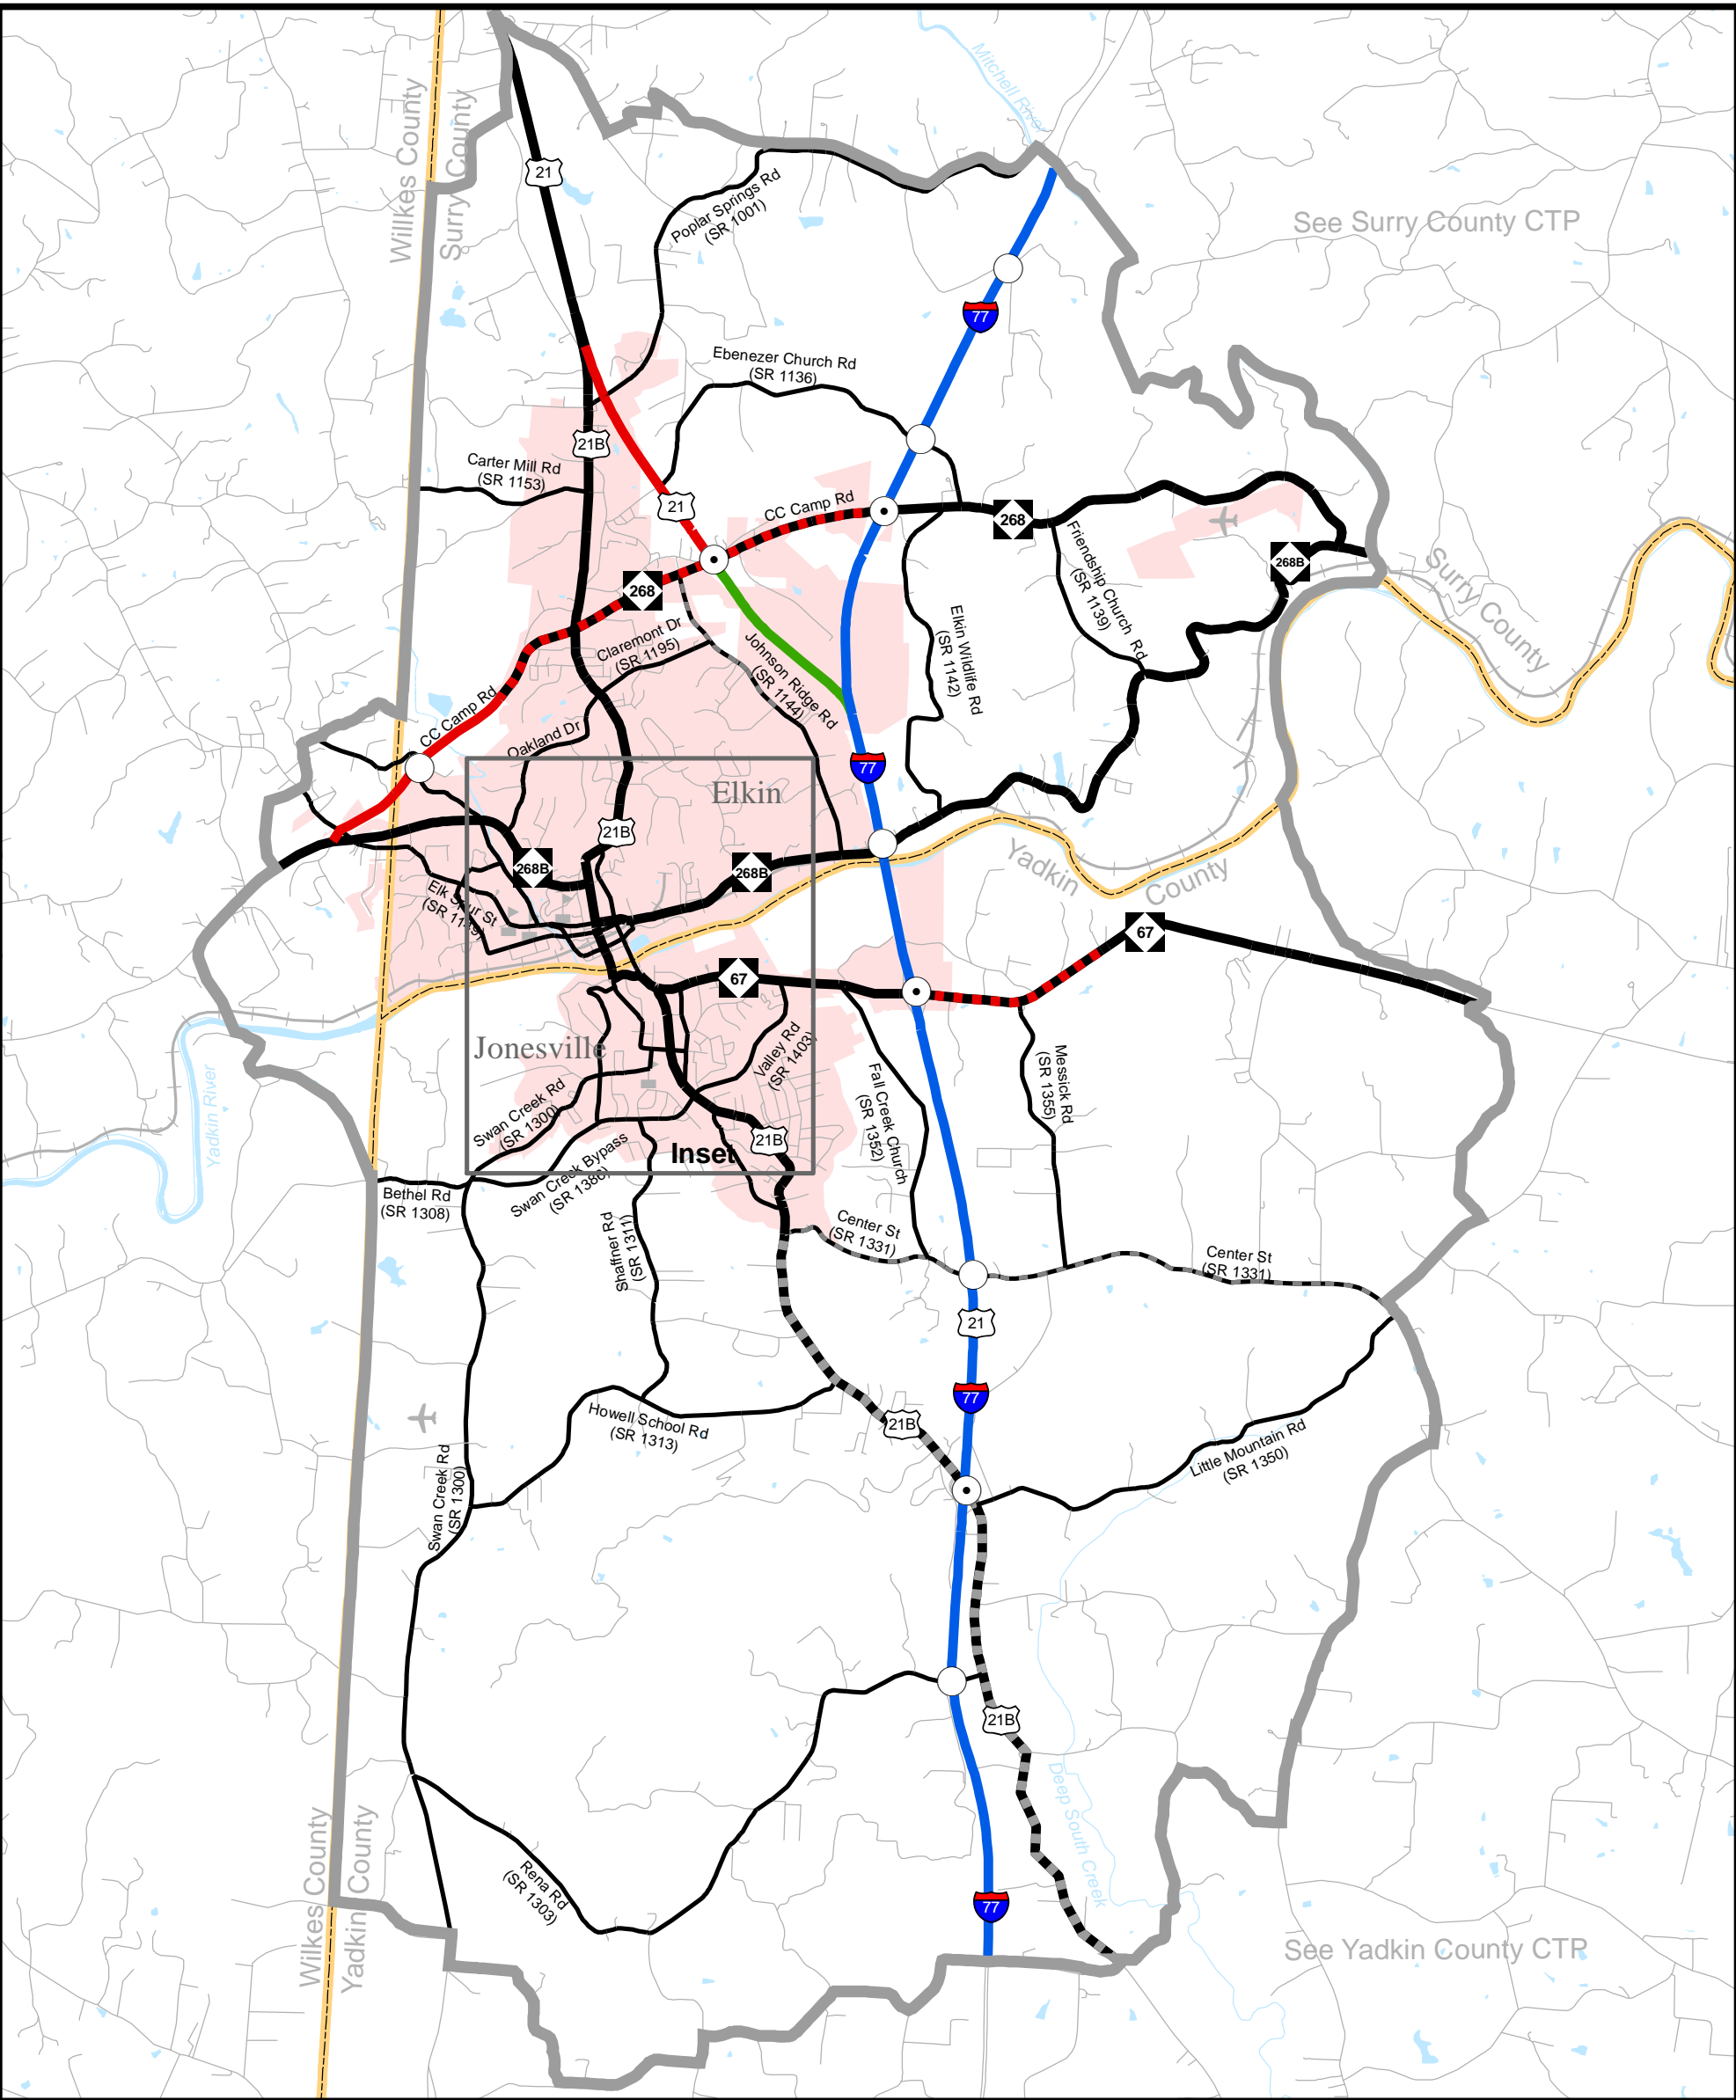 Mitchell River
Willkes County
Surry County
21
Poplar Springs Rd
(SR 1001)
See Surry County CTP
77
Ebenezer Church Rd
(SR 1136)
21B
Carter Mill Rd
(SR 1153)
21
CC Camp Rd
268
268
Friendship Church Rd
(SR 1139)
268B
Surry County
Claremont Dr
(SR 1195)
Johnson Ridge Rd
(SR 1144)
Elkin Wildlife Rd
(SR 1142)
CC Camp Rd
Oakland Dr
77
Elkin
21B
268B
268B
Yadkin
County
Elk Spur St
67
67
Jonesville
Valley Rd
(SR 1403)
Messick Rd
(SR 1355)
Fall Creek Church
(SR 1352)
Yadkin River
Swan Creek Rd
(SR 1300)
21B
Inset
Swan Creek Bypass
Bethel Rd
(SR 1308)
Shaffner Rd
(SR 1311)
Center St
(SR 1331)
Center St
(SR 1331)
21
77
21B
Howell School Rd
(SR 1313)
Little Mountain Rd
(SR 1350)
Swan Creek Rd
(SR 1300)
21B
Deep South Creek
Rena Rd
(SR 1303)
Wilkes County
Yadkin County
77
See Yadkin County CTP